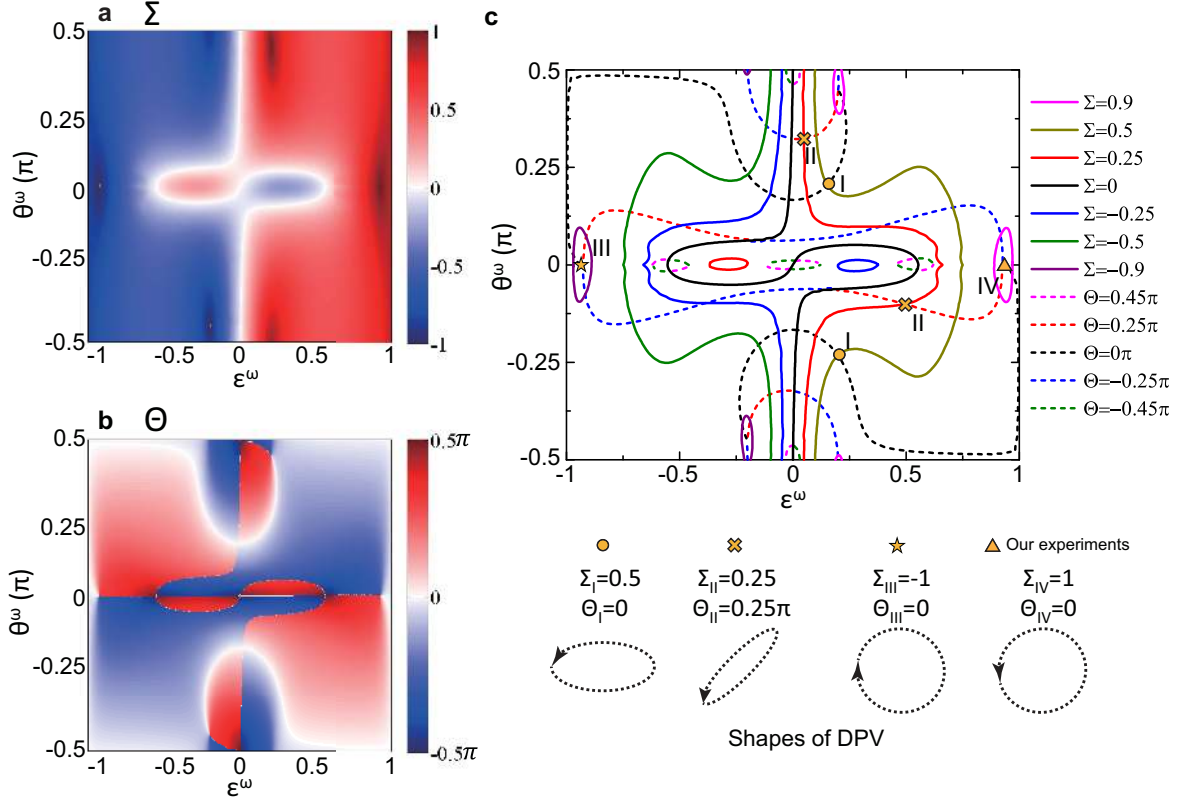 a Σ
0.5
0.25
0
-0.25
-0.5
θ^ω (π)
-1 -0.5 0 0.5 1
ε^ω
1
0.5
0
-0.5
-1
b Θ
0.5
0.25
0
-0.25
-0.5
θ^ω (π)
-1 -0.5 0 0.5 1
ε^ω
0.5π
0
-0.5π
c
0.5
0.25
0
-0.25
-0.5
θ^ω (π)
-1 -0.5 0 0.5 1
ε^ω
II
I
III
IV
II
I
Σ=0.9
Σ=0.5
Σ=0.25
Σ=0
Σ=−0.25
Σ=−0.5
Σ=−0.9
Θ=0.45π
Θ=0.25π
Θ=0π
Θ=−0.25π
Θ=−0.45π
Our experiments
Σ_I=0.5 Σ_II=0.25 Σ_III=-1 Σ_IV=1
Θ_I=0 Θ_II=0.25π Θ_III=0 Θ_IV=0
Shapes of DPV